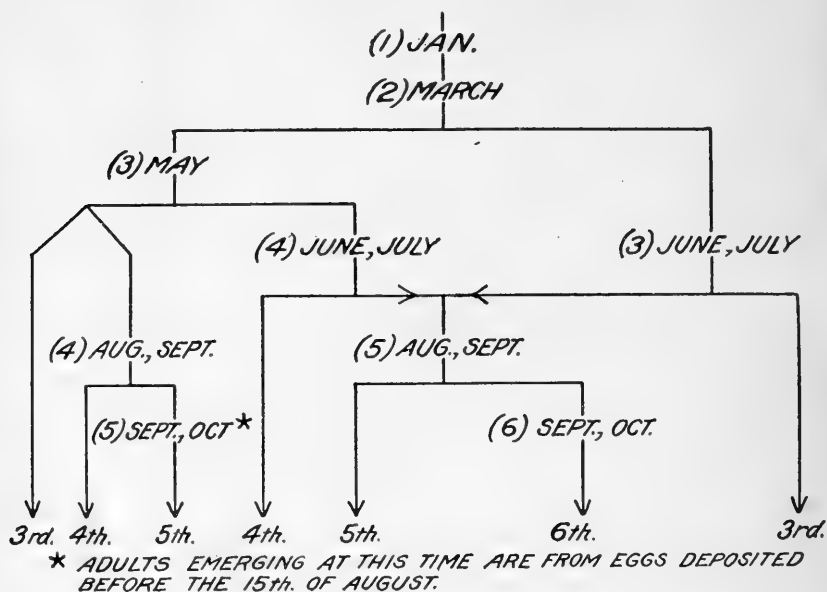 (1) JAN.
(2) MARCH
(3) MAY
(4) JUNE, JULY
(3) JUNE, JULY
(4) AUG., SEPT.
(5) AUG., SEPT.
(5) SEPT., OCT*
(6) SEPT., OCT.
3rd. 4th. 5th. 4th. 5th. 6th. 3rd.
* ADULTS EMERGING AT THIS TIME ARE FROM EGGS DEPOSITED
BEFORE THE 15th. OF AUGUST.